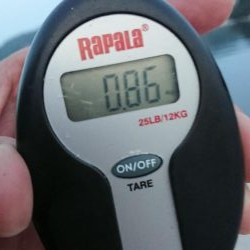 Rapala®
0.86
25LB/12KG
ON/OFF
TARE